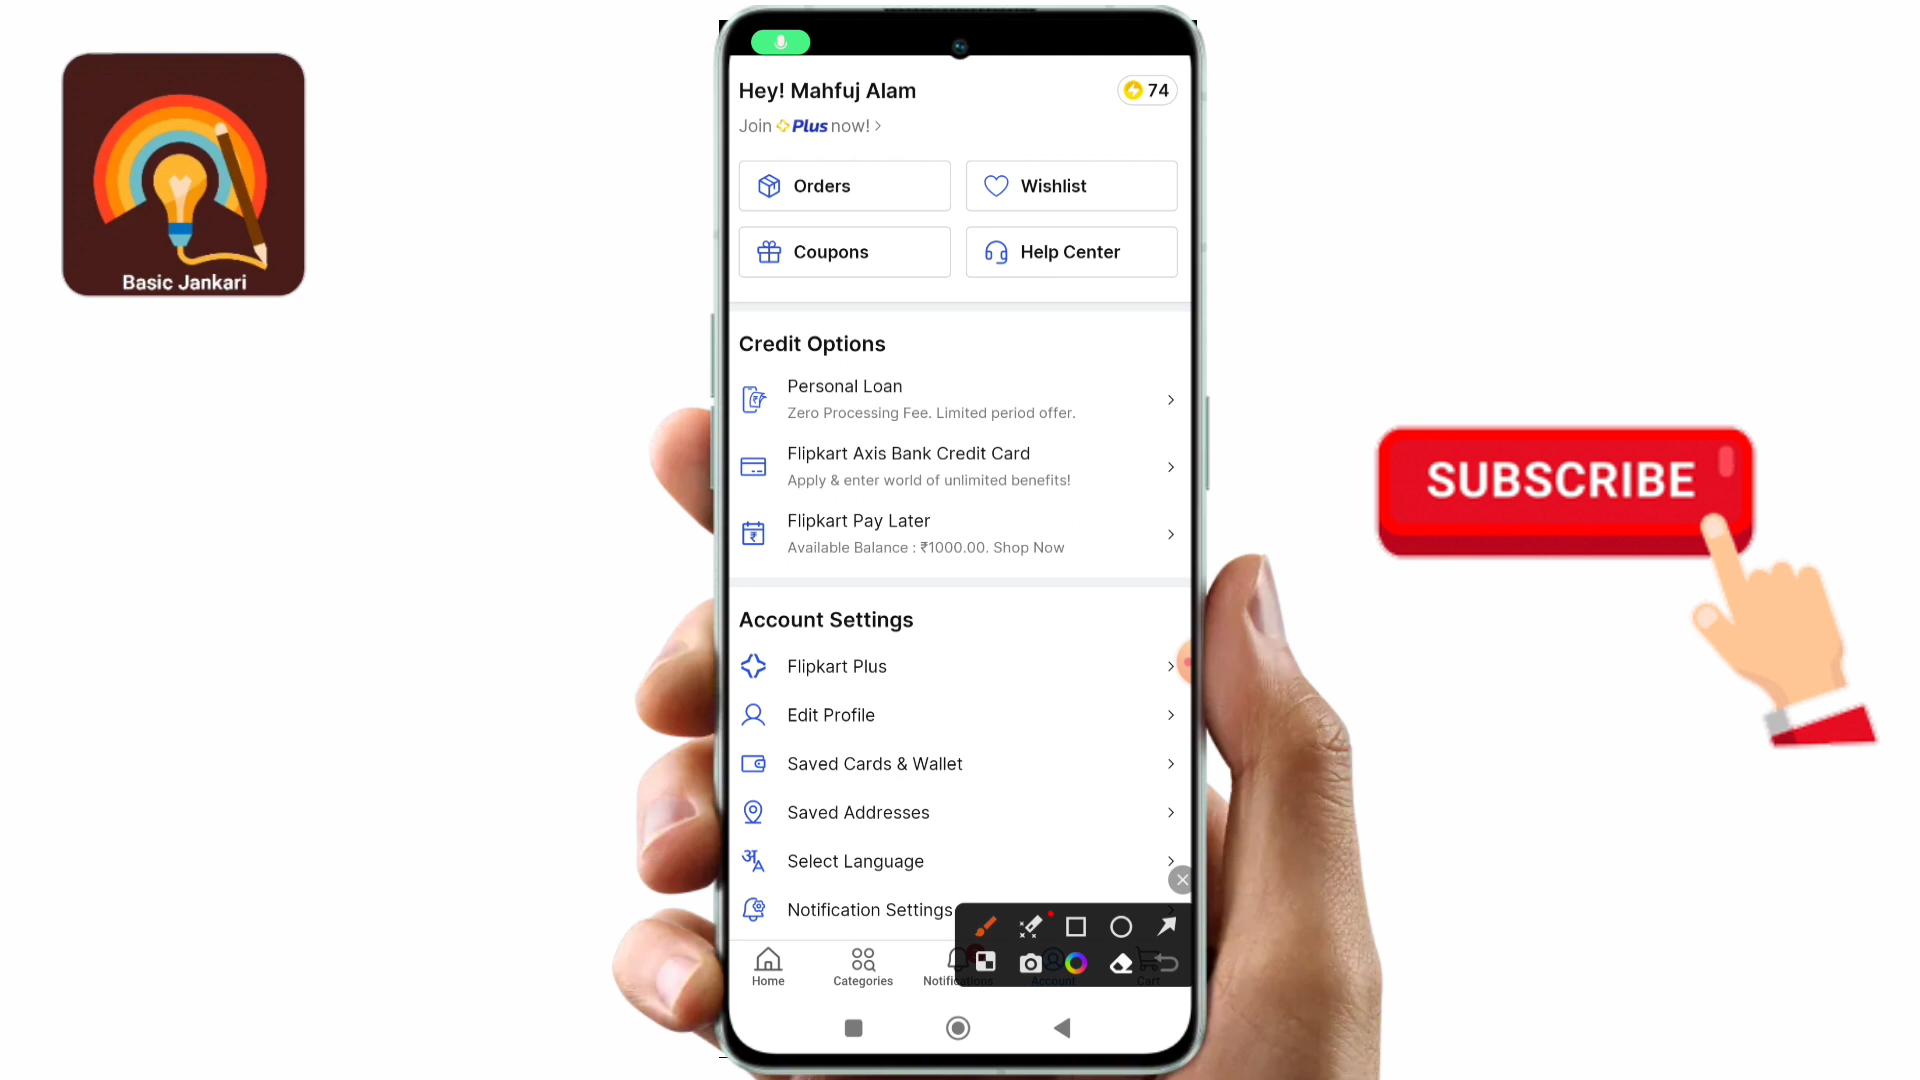 Basic Jankari
Hey! Mahfuj Alam
74
Join Plus now!
Orders
Wishlist
Coupons
Help Center
Credit Options
Personal Loan
Zero Processing Fee. Limited period offer.
Flipkart Axis Bank Credit Card
Apply & enter world of unlimited benefits!
Flipkart Pay Later
Available Balance : ₹1000.00. Shop Now
Account Settings
Flipkart Plus
Edit Profile
Saved Cards & Wallet
Saved Addresses
Select Language
Notification Settings
Home
Categories
Notifications
Account
Cart
SUBSCRIBE